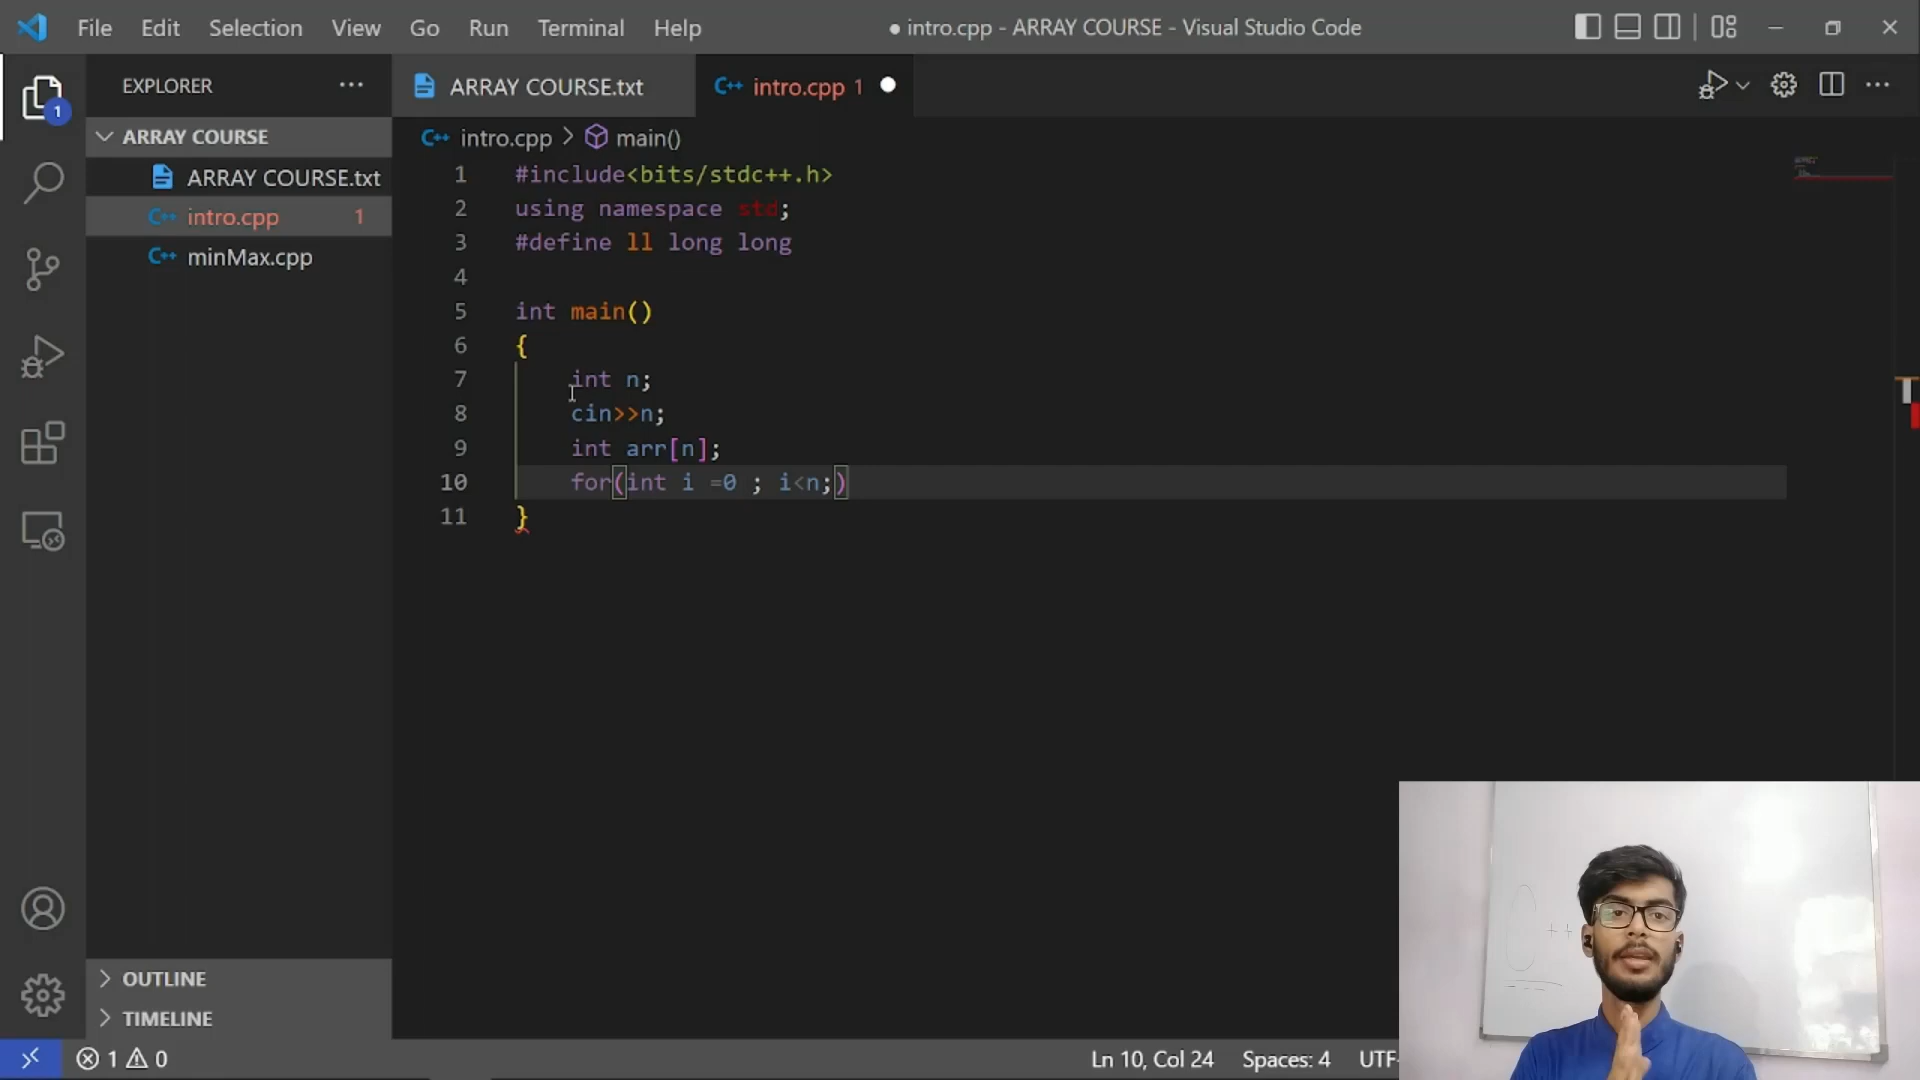 File Edit Selection View Go Run Terminal Help
● intro.cpp - ARRAY COURSE - Visual Studio Code
EXPLORER
ARRAY COURSE
ARRAY COURSE.txt
intro.cpp 1
minMax.cpp
OUTLINE
TIMELINE
1
ARRAY COURSE.txt
C++ intro.cpp 1
C++ intro.cpp > main()
1 #include<bits/stdc++.h>
2 using namespace std;
3 #define ll long long
4
5 int main()
6 {
7 int n;
8 cin>>n;
9 int arr[n];
10 for(int i =0 ; i<n;)
11 }
++
1 0
Ln 10, Col 24 Spaces: 4 UTF-